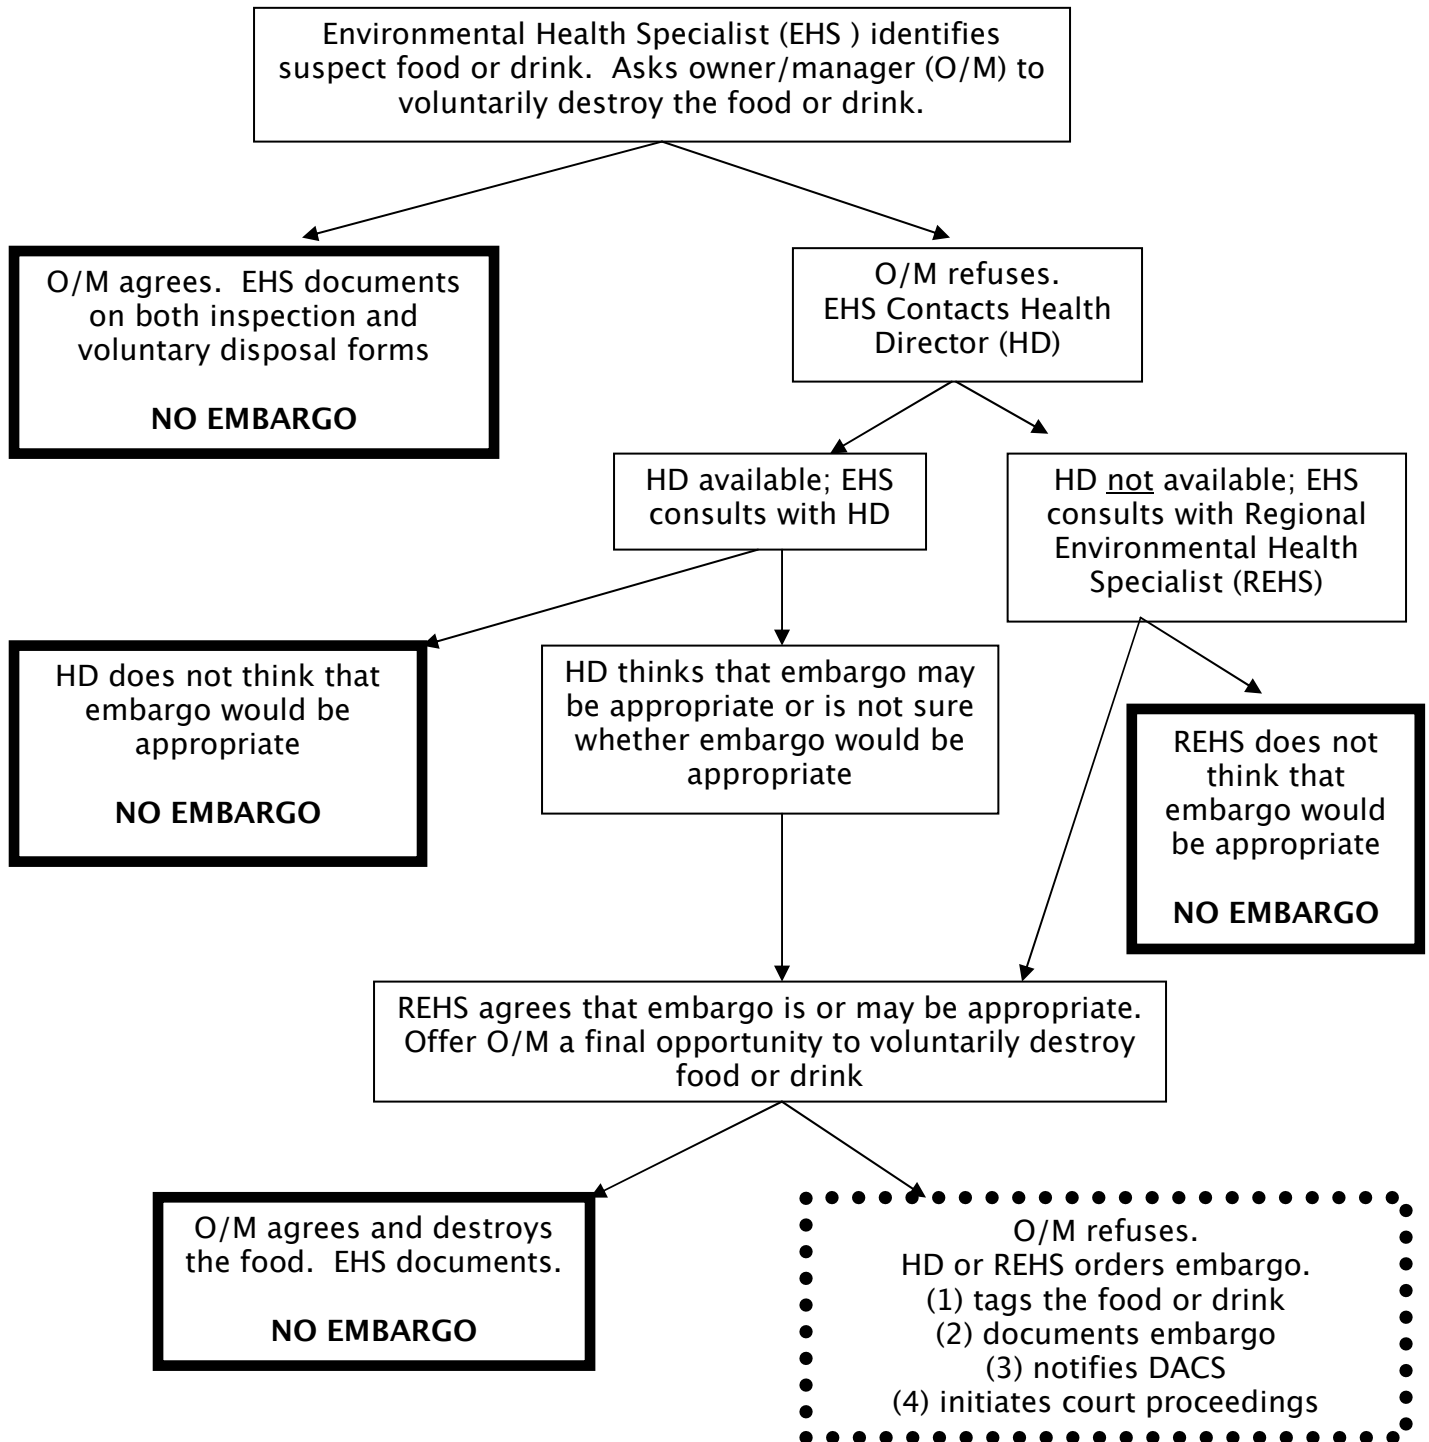 Environmental Health Specialist (EHS ) identifies
suspect food or drink.  Asks owner/manager (O/M) to
voluntarily destroy the food or drink.
O/M agrees.  EHS documents
on both inspection and
voluntary disposal forms
NO EMBARGO
O/M refuses.
EHS Contacts Health
Director (HD)
HD available; EHS
consults with HD
HD not available; EHS
consults with Regional
Environmental Health
Specialist (REHS)
HD does not think that
embargo would be
appropriate
NO EMBARGO
HD thinks that embargo may
be appropriate or is not sure
whether embargo would be
appropriate
REHS does not
think that
embargo would
be appropriate
NO EMBARGO
REHS agrees that embargo is or may be appropriate.
Offer O/M a final opportunity to voluntarily destroy
food or drink
O/M agrees and destroys
the food.  EHS documents.
NO EMBARGO
O/M refuses.
HD or REHS orders embargo.
(1) tags the food or drink
(2) documents embargo
(3) notifies DACS
(4) initiates court proceedings